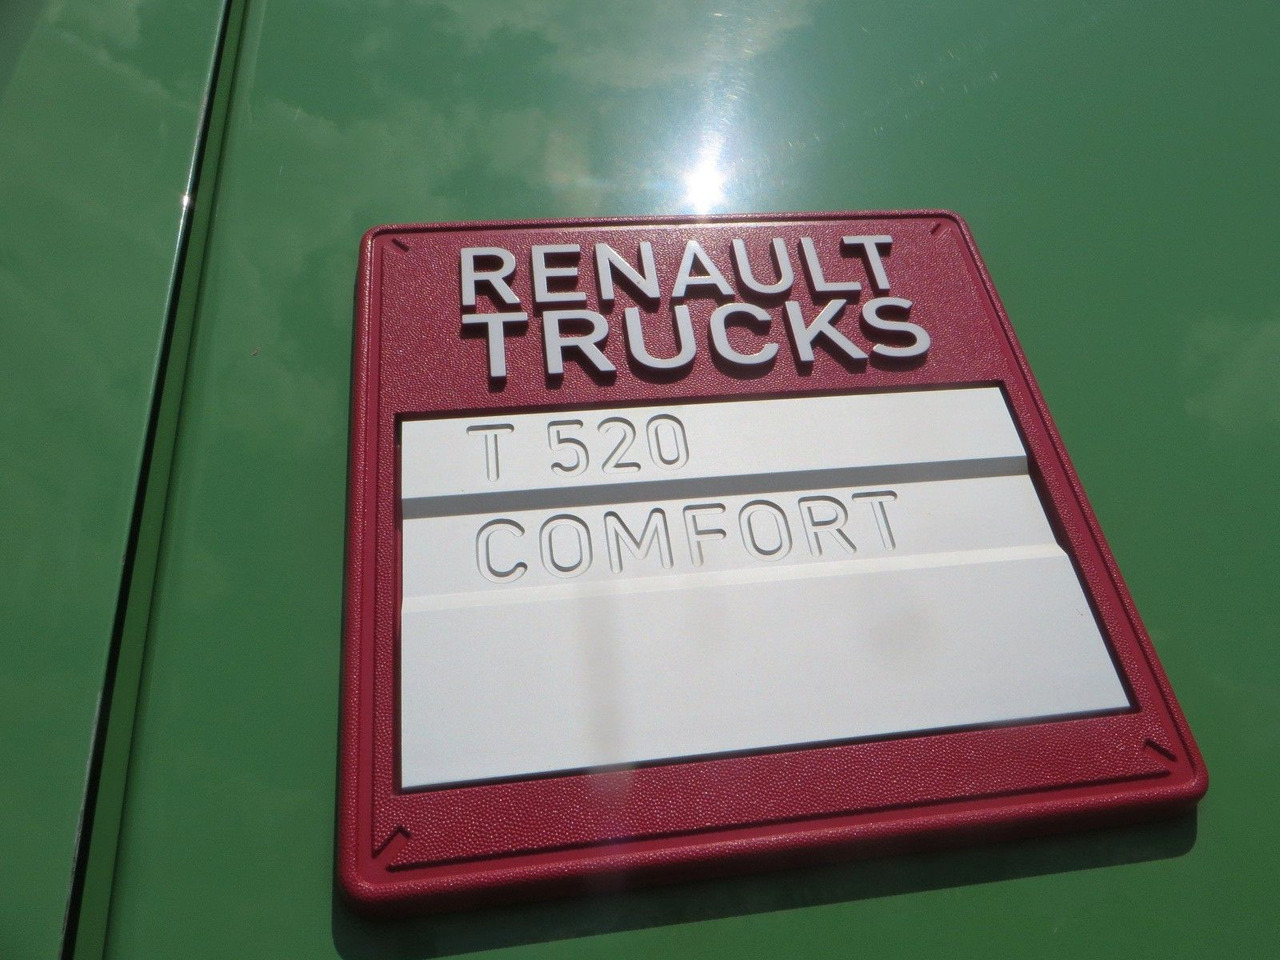 RENAULT
TRUCKS
T 520
COMFORT